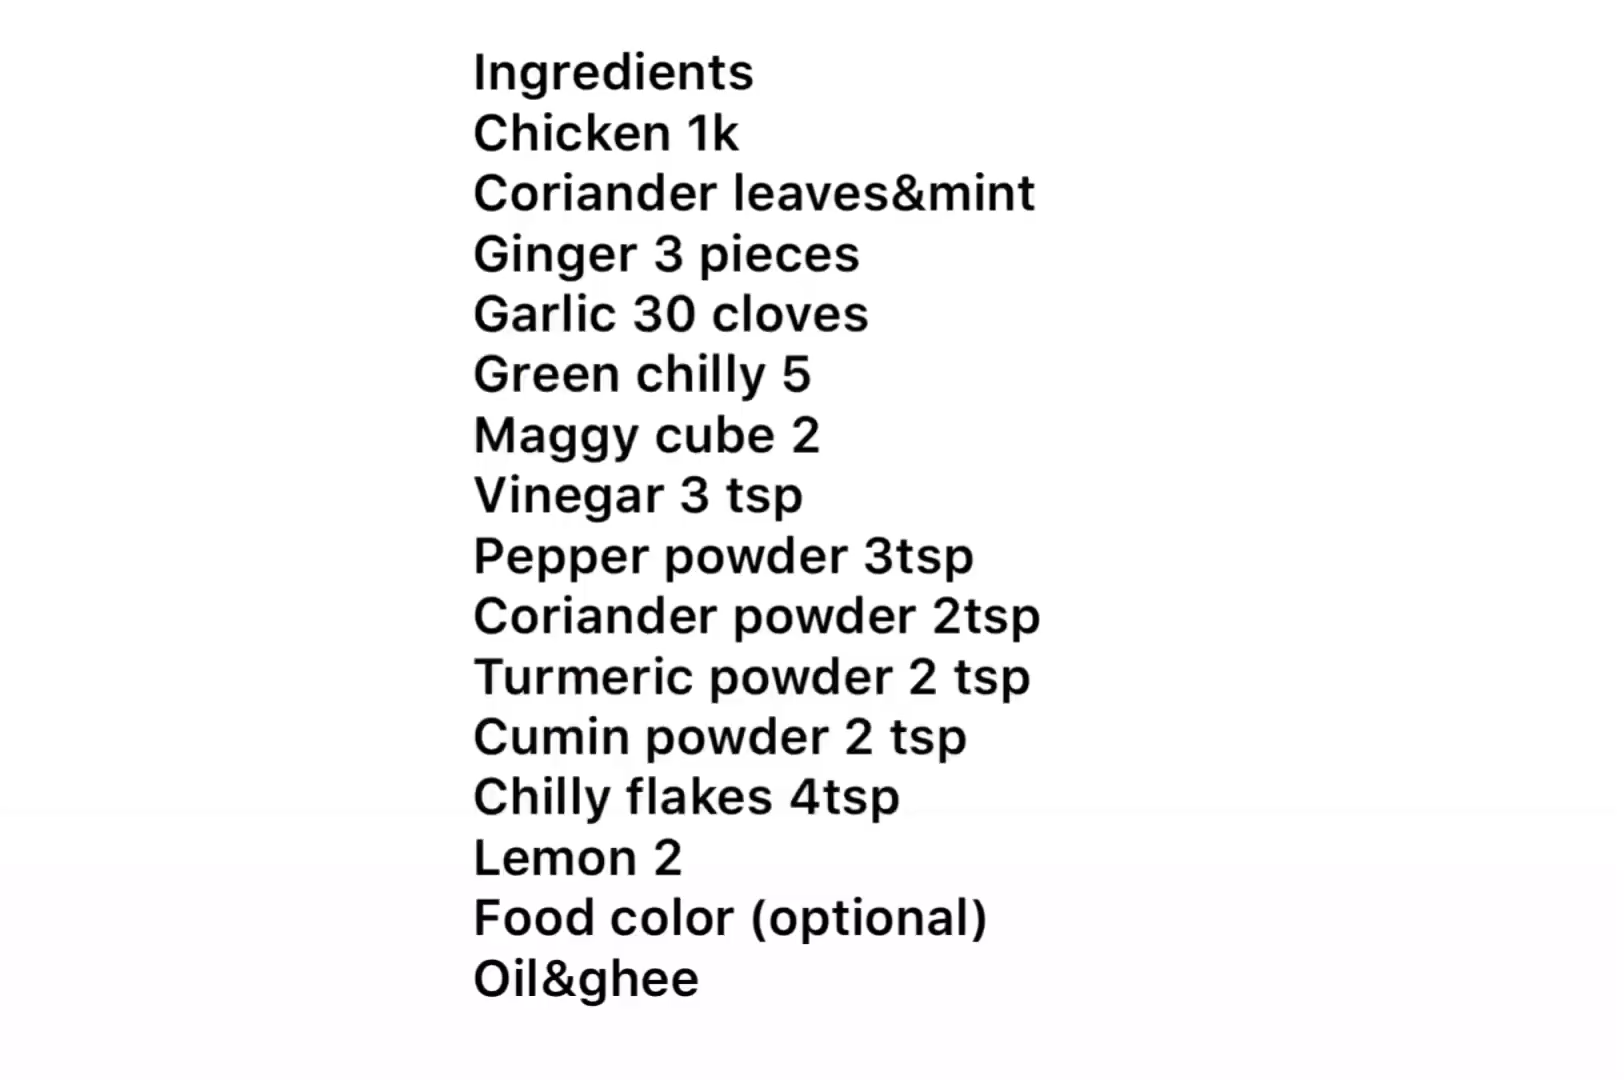 Ingredients
Chicken 1k
Coriander leaves&mint
Ginger 3 pieces
Garlic 30 cloves
Green chilly 5
Maggy cube 2
Vinegar 3 tsp
Pepper powder 3tsp
Coriander powder 2tsp
Turmeric powder 2 tsp
Cumin powder 2 tsp
Chilly flakes 4tsp
Lemon 2
Food color (optional)
Oil&ghee